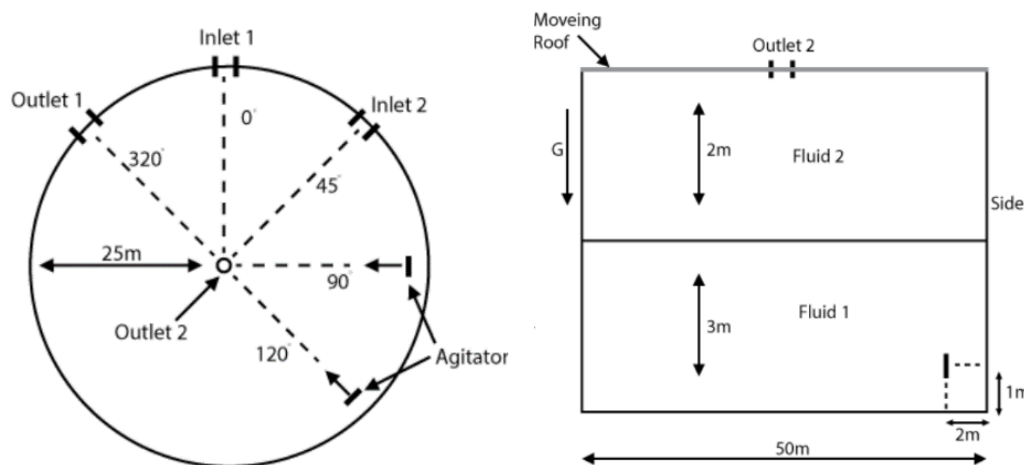 Inlet 1
Outlet 1
Inlet 2
0°
320°
45°
25m
90°
Outlet 2
120°
Agitator
Moveing
Roof
Outlet 2
G
2m
Fluid 2
Side
3m
Fluid 1
1m
2m
50m